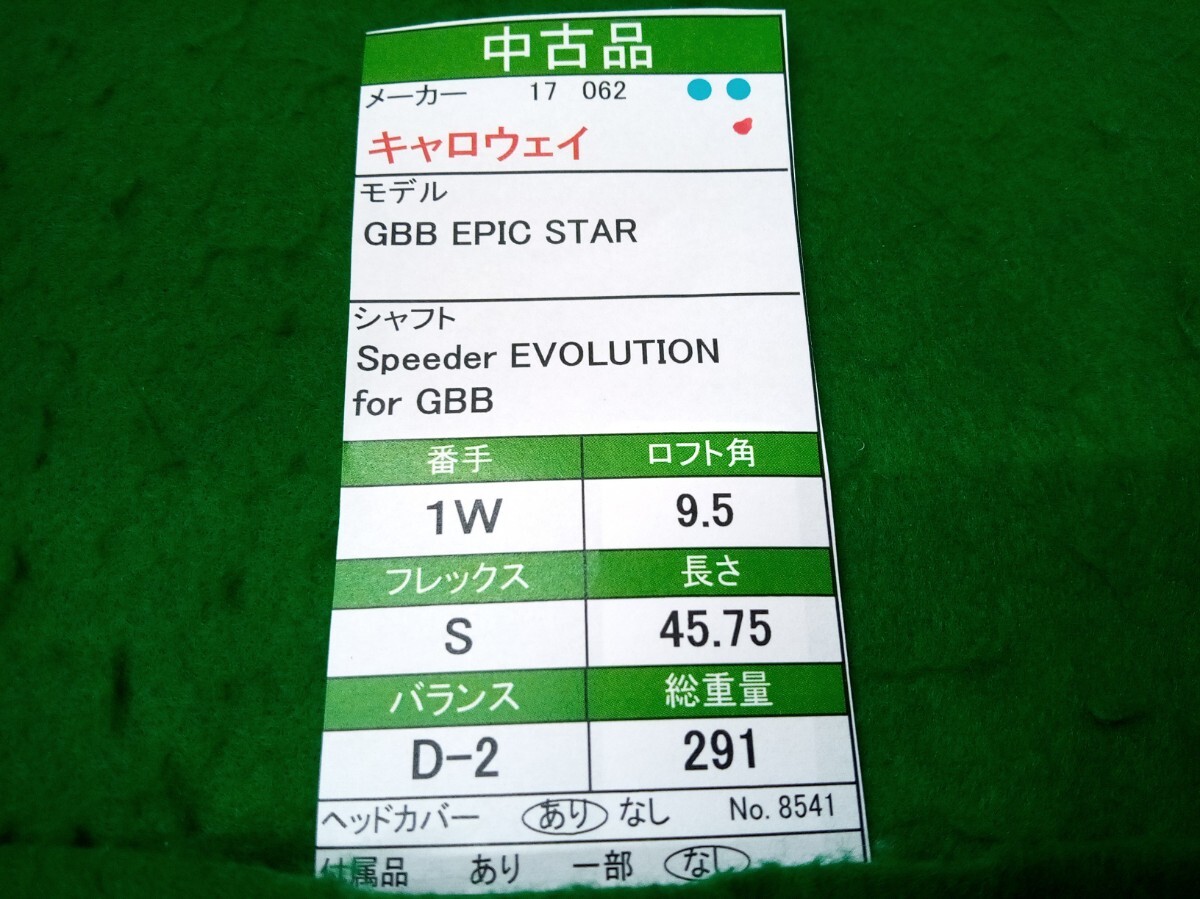 中古品
メーカー 17 062
キャロウェイ
モデル
GBB EPIC STAR
シャフト
Speeder EVOLUTION
for GBB
番手 ロフト角
1W 9.5
フレックス 長さ
S 45.75
バランス 総重量
D-2 291
ヘッドカバー あり なし No. 8541
付属品 あり 一部 なし